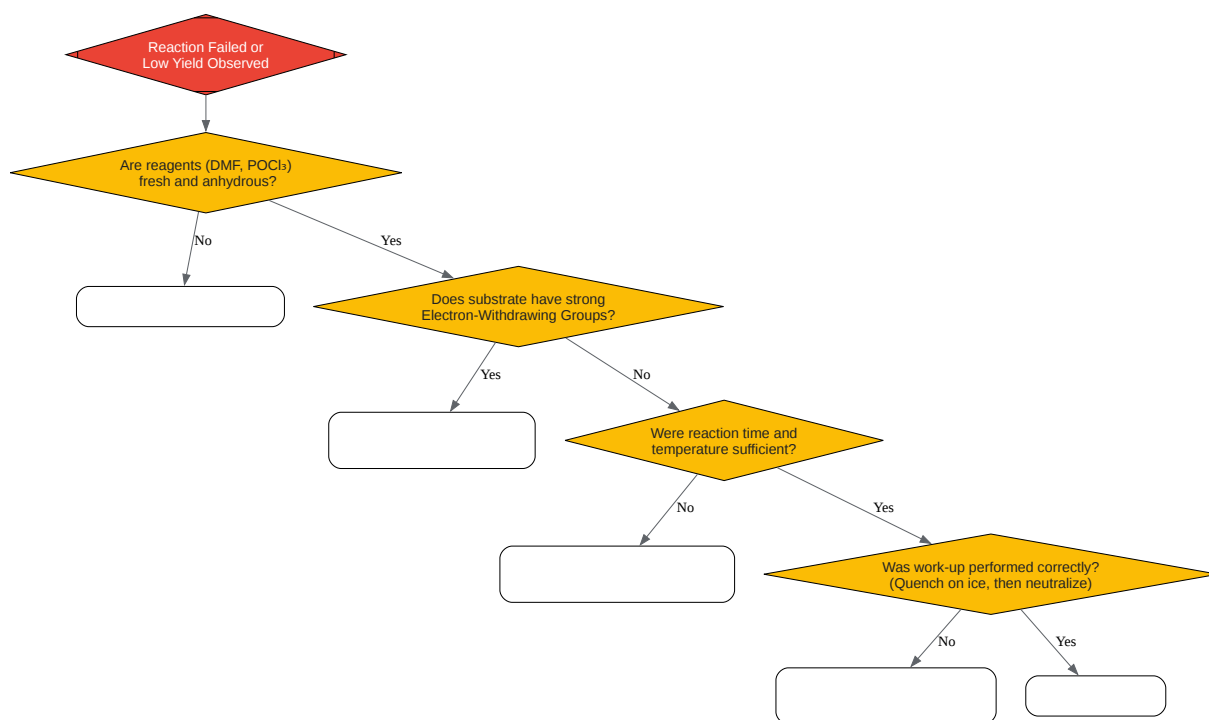 Reaction Failed or
Low Yield Observed
Are reagents (DMF, POCl₃)
fresh and anhydrous?
No
Yes
Does substrate have strong
Electron-Withdrawing Groups?
Yes
No
Were reaction time and
temperature sufficient?
No
Yes
Was work-up performed correctly?
(Quench on ice, then neutralize)
No
Yes